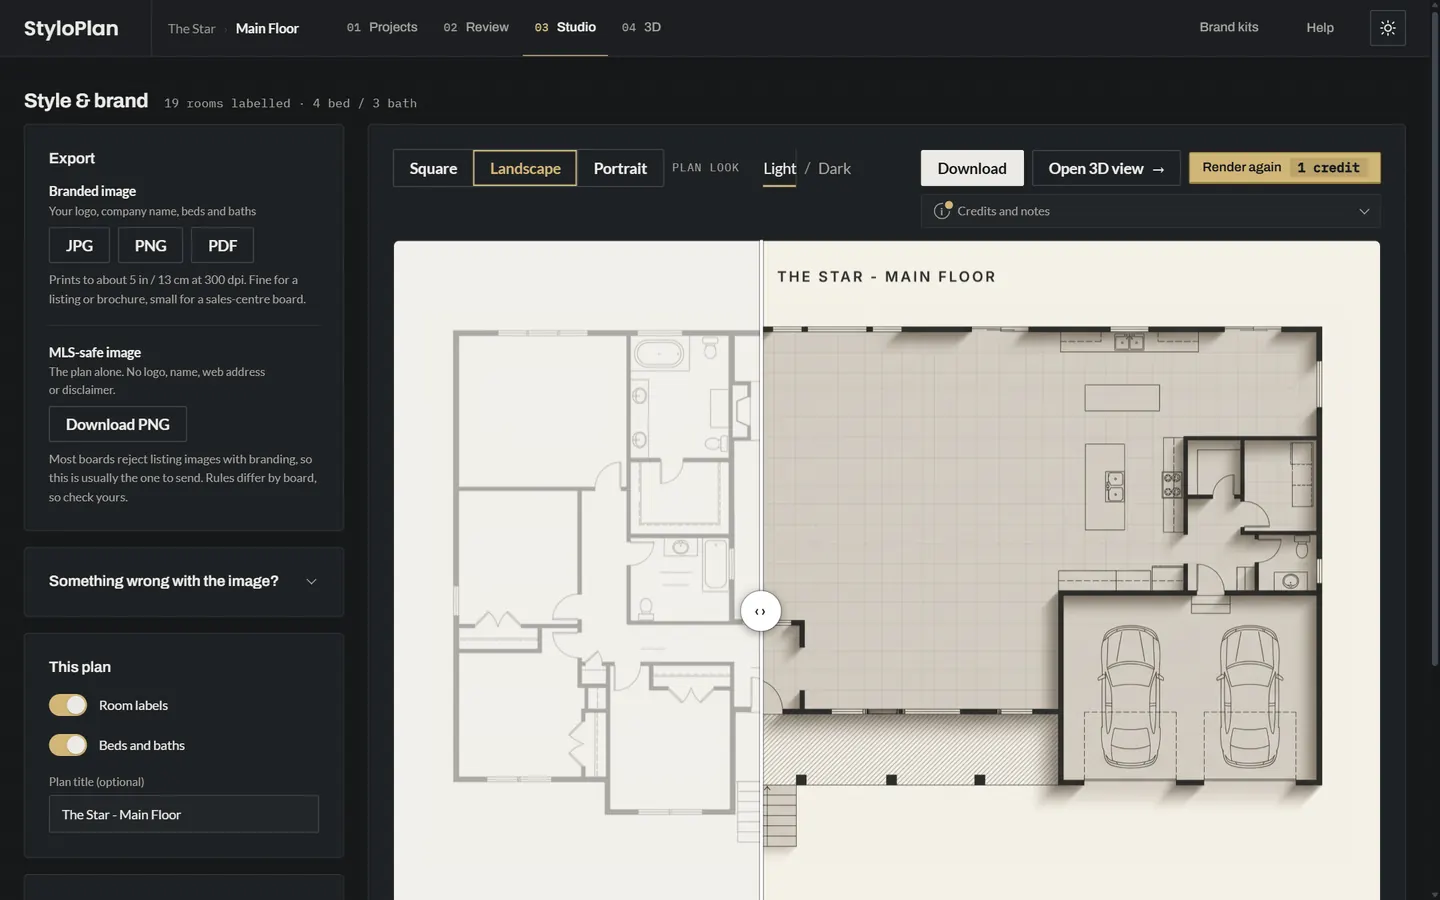 StyloPlan
The Star · Main Floor
01 Projects
02 Review
03 Studio
04 3D
Brand kits
Help
Style & brand
19 rooms labelled · 4 bed / 3 bath
Export
Branded image
Your logo, company name, beds and baths
JPG
PNG
PDF
Prints to about 5 in / 13 cm at 300 dpi. Fine for a
listing or brochure, small for a sales-centre board.
MLS-safe image
The plan alone. No logo, name, web address
or disclaimer.
Download PNG
Most boards reject listing images with branding, so
this is usually the one to send. Rules differ by board,
so check yours.
Something wrong with the image?
This plan
Room labels
Beds and baths
Plan title (optional)
The Star - Main Floor
Square
Landscape
Portrait
PLAN LOOK
Light / Dark
Download
Open 3D view →
Render again 1 credit
Credits and notes
THE STAR - MAIN FLOOR